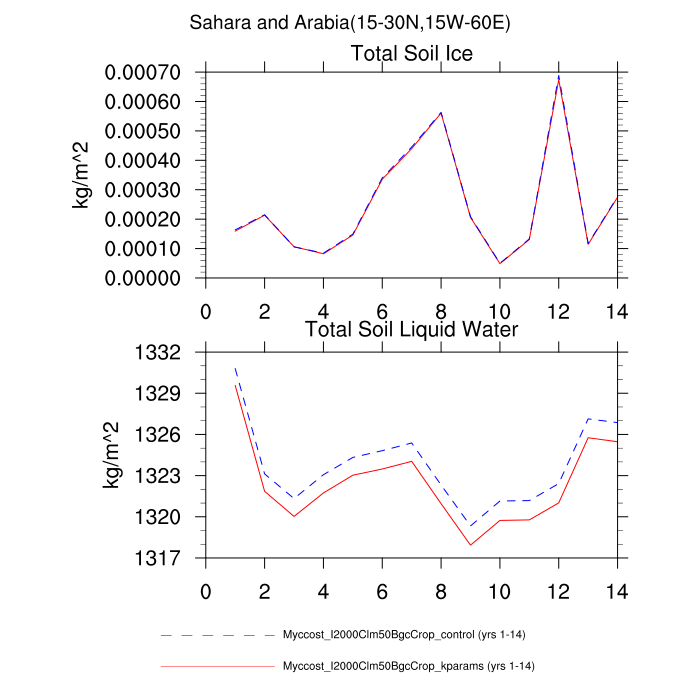 Sahara and Arabia(15-30N,15W-60E)
Total Soil Ice
0.00070
0.00060
0.00050
0.00040
0.00030
0.00020
0.00010
0.00000
kg/m^2
0 2 4 6 8 10 12 14
Total Soil Liquid Water
1332
1329
1326
1323
1320
1317
kg/m^2
0 2 4 6 8 10 12 14
Myccost_I2000Clm50BgcCrop_control (yrs 1-14)
Myccost_I2000Clm50BgcCrop_kparams (yrs 1-14)